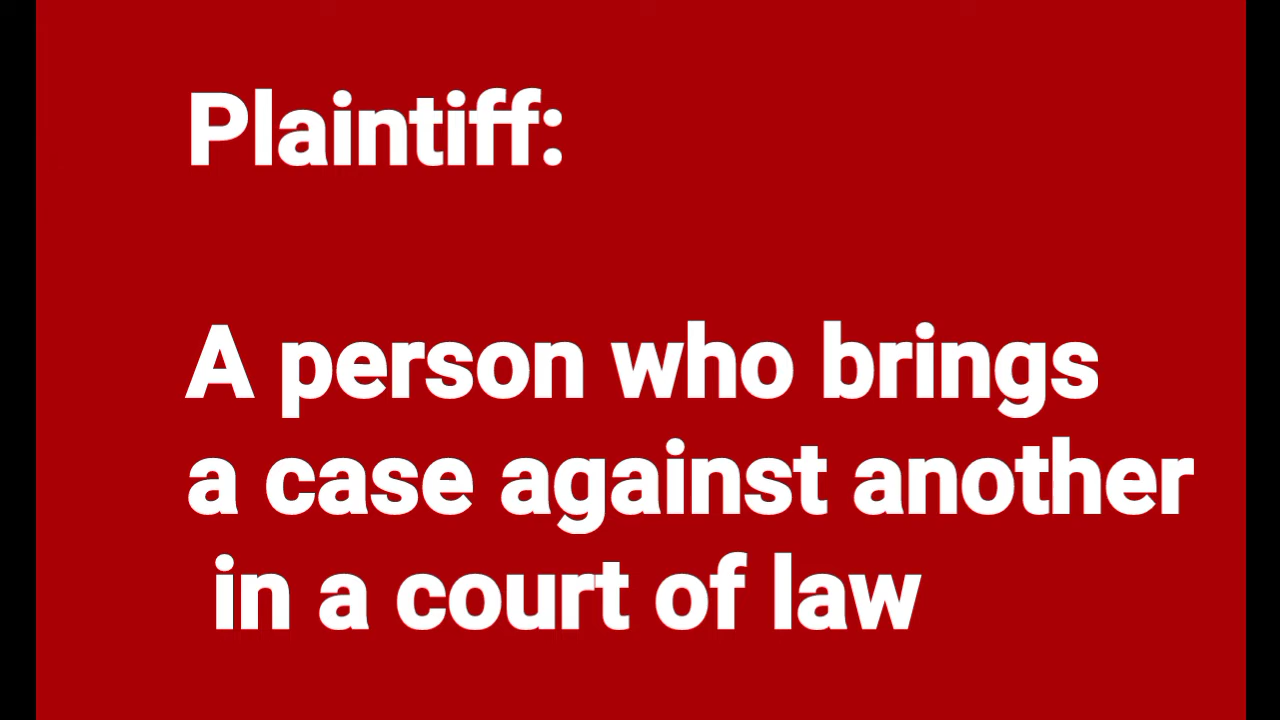 Plaintiff:
A person who brings
a case against another
in a court of law